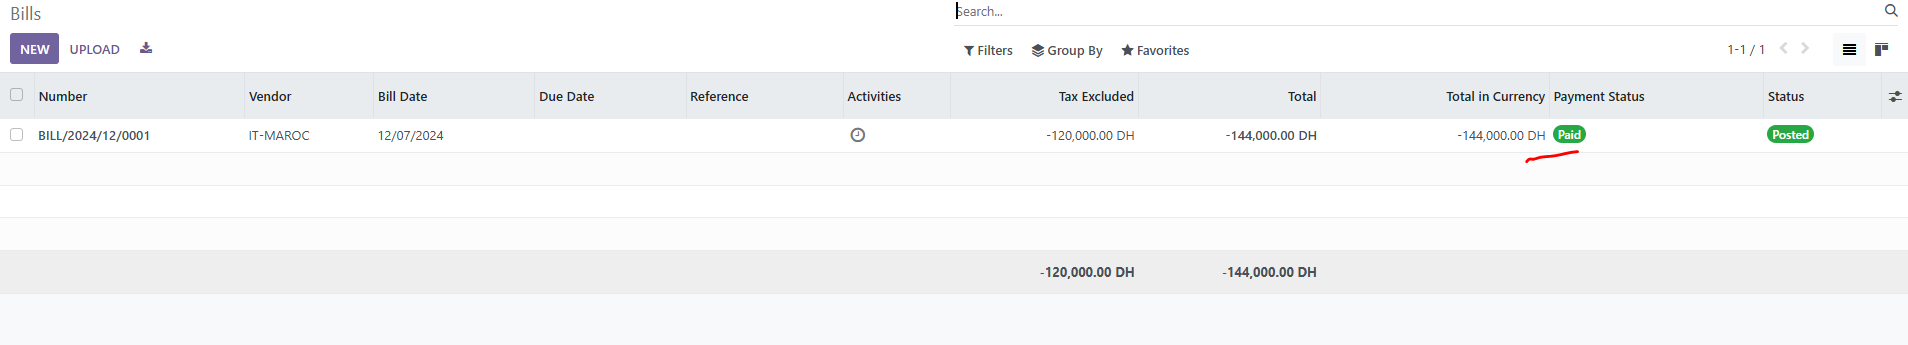 Bills
Search...
NEW UPLOAD
Filters Group By Favorites 1-1 / 1
Number Vendor Bill Date Due Date Reference Activities Tax Excluded Total Total in Currency Payment Status Status
BILL/2024/12/0001 IT-MAROC 12/07/2024 -120,000.00 DH -144,000.00 DH -144,000.00 DH Paid Posted
-120,000.00 DH -144,000.00 DH